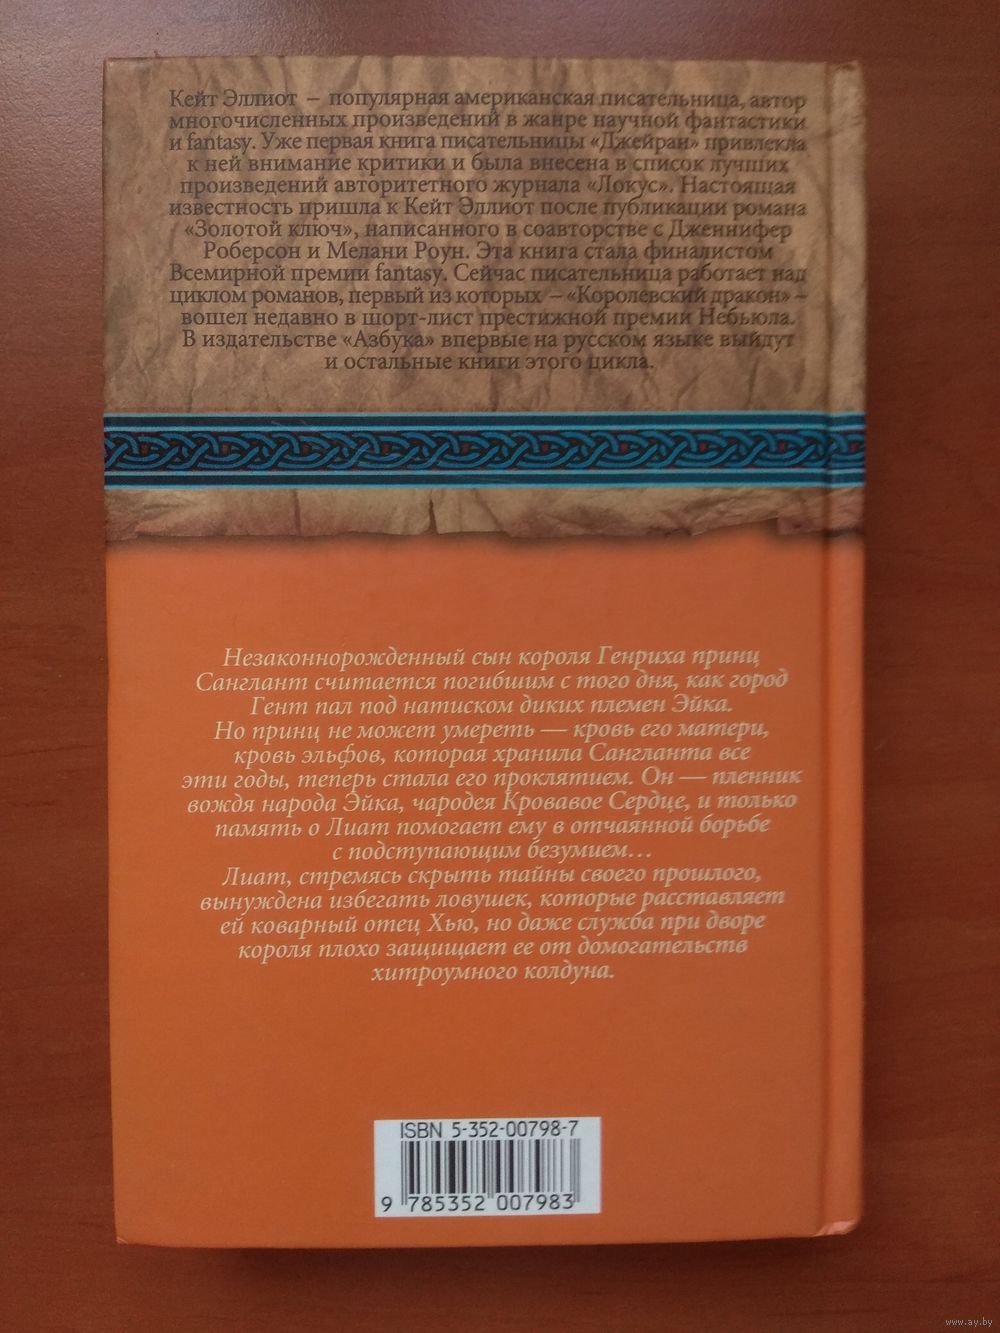 Кейт Эллиот – популярная американская писательница, автор
многочисленных произведений в жанре научной фантастики
и fantasy. Уже первая книга писательницы «Джейран» привлекла
к ней внимание критики и была внесена в список лучших
произведений авторитетного журнала «Локус». Настоящая
известность пришла к Кейт Эллиот после публикации романа
«Золотой ключ», написанного в соавторстве с Дженнифер
Роберсон и Мелани Роун. Эта книга стала финалистом
Всемирной премии fantasy. Сейчас писательница работает над
циклом романов, первый из которых – «Королевский дракон» –
вошел недавно в шорт-лист престижной премии Небьюла.
В издательстве «Азбука» впервые на русском языке выйдут
и остальные книги этого цикла.
Незаконнорожденный сын короля Генриха принц
Санглант считается погибшим с того дня, как город
Гент пал под натиском диких племен Эйка.
Но принц не может умереть — кровь его матери,
кровь эльфов, которая хранила Сангланта все
эти годы, теперь стала его проклятием. Он — пленник
вождя народа Эйка, чародея Кровавое Сердце, и только
память о Лиат помогает ему в отчаянной борьбе
с подступающим безумием...
Лиат, стремясь скрыть тайны своего прошлого,
вынуждена избегать ловушек, которые расставляет
ей коварный отец Хью, но даже служба при дворе
короля плохо защищает ее от домогательств
хитроумного колдуна.
ISBN 5-352-00798-7
9 785352 007983
www.ay.by